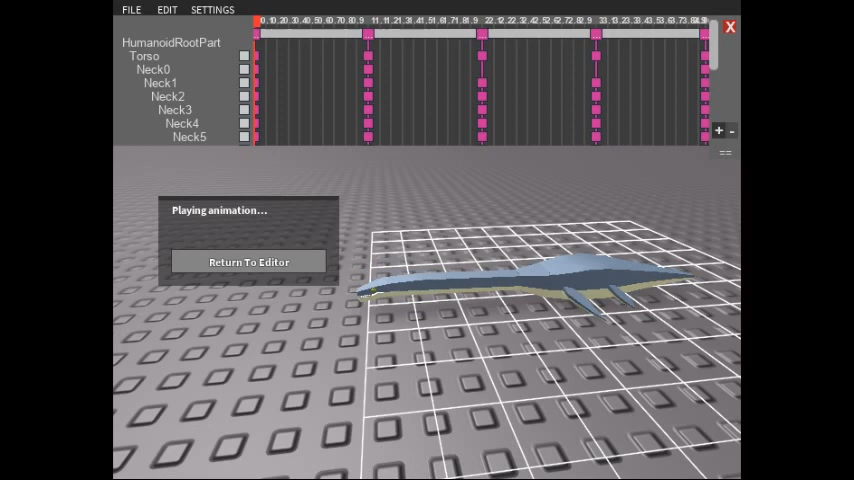 FILE EDIT SETTINGS
X
HumanoidRootPart
Torso
Neck0
Neck1
Neck2
Neck3
Neck4
Neck5
+ -
==
Playing animation...
Return To Editor